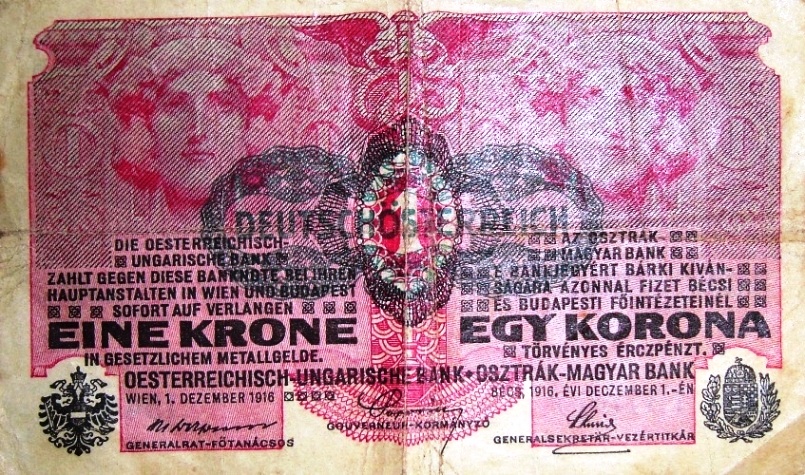 DEUTSCHÖSTERREICH
DIE OESTERREICHISCH-
UNGARISCHE BANK
ZAHLT GEGEN DIESE BANKNOTE BEI IHREN
HAUPTANSTALTEN IN WIEN UND BUDAPEST
SOFORT AUF VERLANGEN
EINE KRONE
IN GESETZLICHEM METALLGELDE.
AZ OSZTRÁK-
MAGYAR BANK
E BANKJEGYÉRT BÁRKI KIVÁN-
SÁGÁRA AZONNAL FIZET BÉCSI
ÉS BUDAPESTI FŐINTÉZETEINÉL
EGY KORONA
TÖRVÉNYES ÉRCZPÉNZT.
OESTERREICHISCH-UNGARISCHE BANK • OSZTRÁK-MAGYAR BANK
WIEN, 1. DEZEMBER 1916
BÉCS, 1916. ÉVI DECZEMBER 1.-ÉN
GENERALRAT-FŐTANÁCSOS
GOUVERNEUR-KORMÁNYZÓ
GENERALSEKRETÄR-VEZÉRTITKÁR